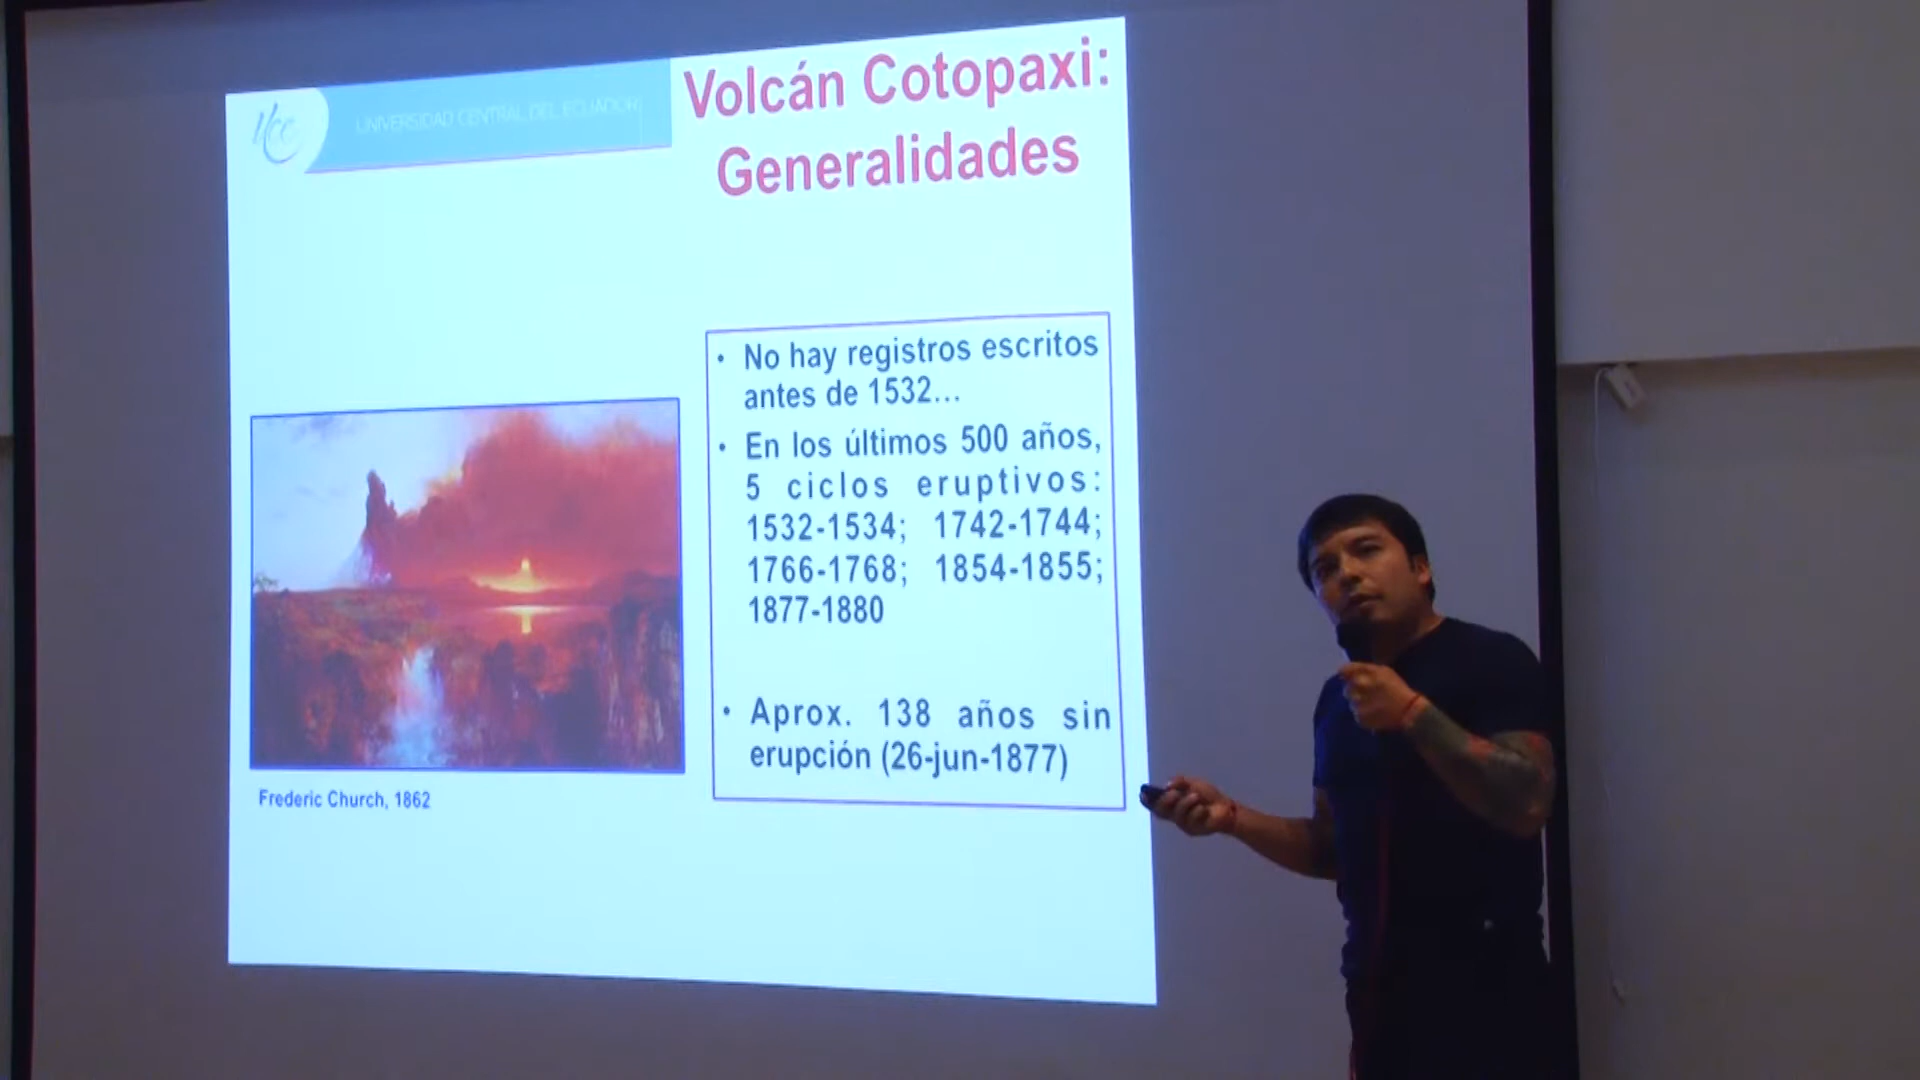 UNIVERSIDAD CENTRAL DEL ECUADOR
Volcán Cotopaxi:
Generalidades
• No hay registros escritos
antes de 1532...
• En los últimos 500 años,
5 ciclos eruptivos:
1532-1534; 1742-1744;
1766-1768; 1854-1855;
1877-1880
• Aprox. 138 años sin
erupción (26-jun-1877)
Frederic Church, 1862